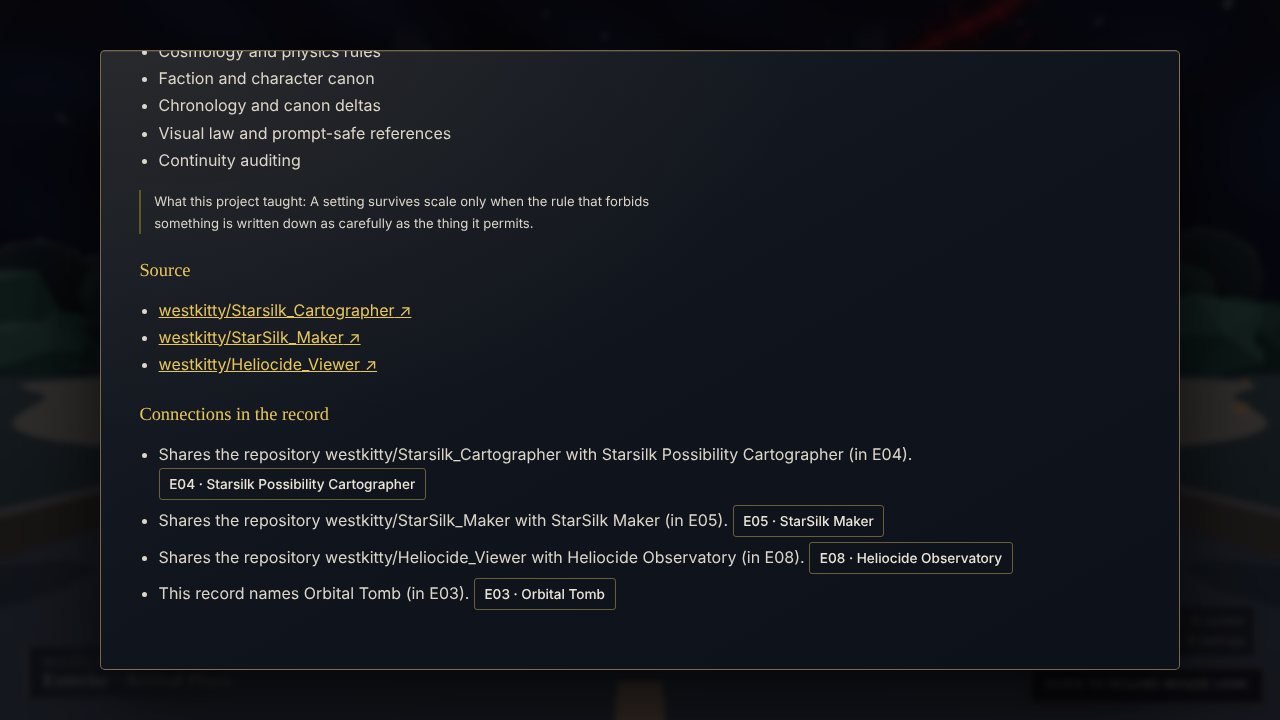 Cosmology and physics rules
Faction and character canon
Chronology and canon deltas
Visual law and prompt-safe references
Continuity auditing
What this project taught: A setting survives scale only when the rule that forbids
something is written down as carefully as the thing it permits.
Source
westkitty/Starsilk_Cartographer ↗
westkitty/StarSilk_Maker ↗
westkitty/Heliocide_Viewer ↗
Connections in the record
Shares the repository westkitty/Starsilk_Cartographer with Starsilk Possibility Cartographer (in E04).
E04 · Starsilk Possibility Cartographer
Shares the repository westkitty/StarSilk_Maker with StarSilk Maker (in E05). E05 · StarSilk Maker
Shares the repository westkitty/Heliocide_Viewer with Heliocide Observatory (in E08). E08 · Heliocide Observatory
This record names Orbital Tomb (in E03). E03 · Orbital Tomb